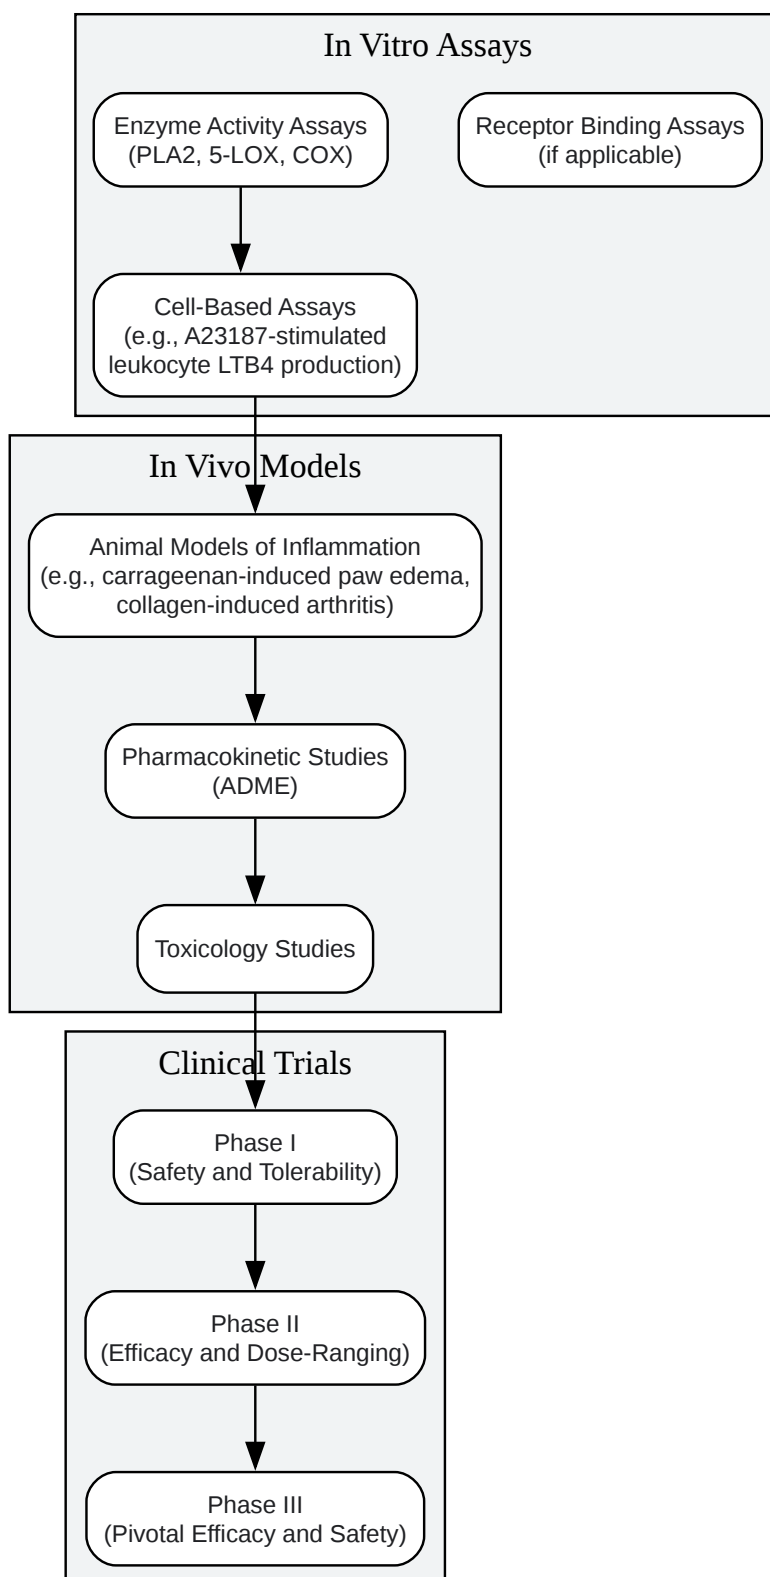 In Vitro Assays
Enzyme Activity Assays
(PLA2, 5-LOX, COX)
Receptor Binding Assays
(if applicable)
Cell-Based Assays
(e.g., A23187-stimulated
leukocyte LTB4 production)
In Vivo Models
Animal Models of Inflammation
(e.g., carrageenan-induced paw edema,
collagen-induced arthritis)
Pharmacokinetic Studies
(ADME)
Toxicology Studies
Clinical Trials
Phase I
(Safety and Tolerability)
Phase II
(Efficacy and Dose-Ranging)
Phase III
(Pivotal Efficacy and Safety)